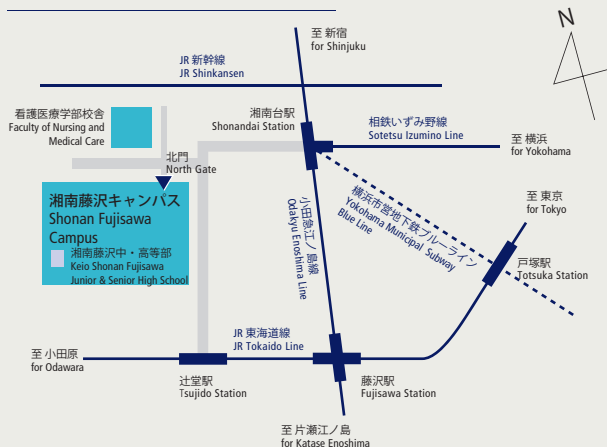 N
至 新宿
for Shinjuku
JR 新幹線
JR Shinkansen
看護医療学部校舎
Faculty of Nursing and
Medical Care
湘南台駅
Shonandai Station
相鉄いずみ野線
Sotetsu Izumino Line
至 横浜
for Yokohama
北門
North Gate
湘南藤沢キャンパス
Shonan Fujisawa
Campus
湘南藤沢中・高等部
Keio Shonan Fujisawa
Junior & Senior High School
小田急江ノ島線
Odakyu Enoshima Line
横浜市営地下鉄ブルーライン
Yokohama Municipal Subway
Blue Line
至 東京
for Tokyo
戸塚駅
Totsuka Station
JR 東海道線
JR Tokaido Line
至 小田原
for Odawara
辻堂駅
Tsujido Station
藤沢駅
Fujisawa Station
至 片瀬江ノ島
for Katase Enoshima